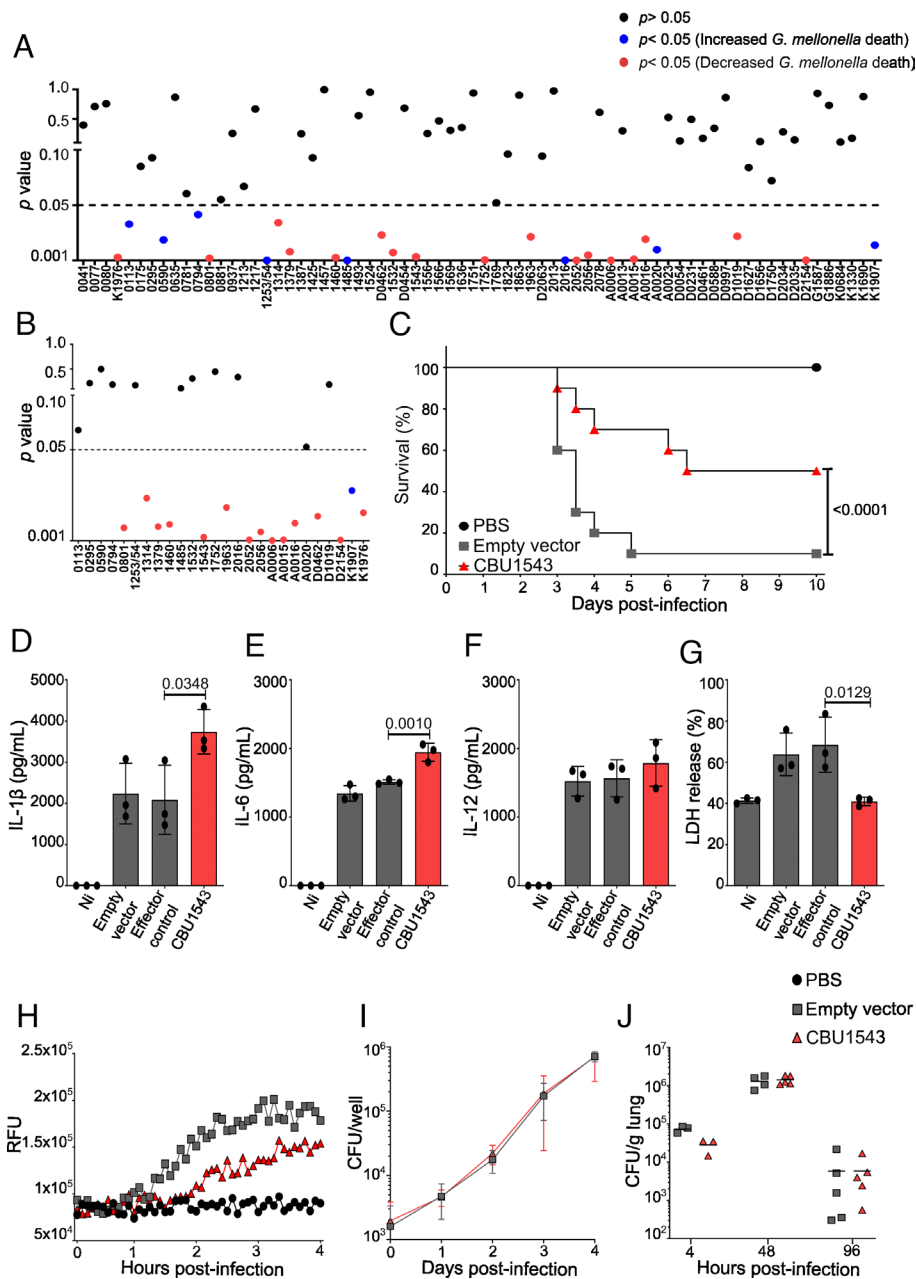 p> 0.05
p< 0.05 (Increased G. mellonella death)
p< 0.05 (Decreased G. mellonella death)
A
p value
1.0
0.5
0.10
0.05
0.001
0041 0077 0080 K1976 0113 0175 0295 0590 0635 0781 0794 0801 0881 0937 1213 1217 1253/54 1314 1379 1387 1425 1457 1460 1485 1493 1524 D0462 1532 D0454 1543 1556 1566 1569 1636 1751 1752 1769 1823 1863 1963 D2063 2013 2016 2052 2056 2078 A0006 A0013 A0015 A0016 A0020 A0023 D0054 D0231 D0461 D0588 D0997 D1019 D1627 D1656 D1750 D2034 D2035 D2154 G1587 G1886 K0684 K1330 K1690 K1907
B
p value
1.0
0.5
0.10
0.05
0.001
0113 0295 0590 0794 0801 1253/54 1314 1379 1460 1485 1532 1543 1752 1963 2016 2052 2056 A0006 A0015 A0016 A0020 D0462 D1019 D2154 K1907 K1976
C
Survival (%)
100
80
60
40
20
PBS
Empty vector
CBU1543
<0.0001
0 1 2 3 4 5 6 7 8 9 10
Days post-infection
D
IL-1β (pg/mL)
5000
4000
3000
2000
1000
0
0.0348
Ni
Empty vector
Effector control
CBU1543
E
IL-6 (pg/mL)
3000
2000
1000
0
0.0010
Ni
Empty vector
Effector control
CBU1543
F
IL-12 (pg/mL)
3000
2000
1000
0
Ni
Empty vector
Effector control
CBU1543
G
LDH release (%)
100
80
60
40
20
0
0.0129
Ni
Empty vector
Effector control
CBU1543
PBS
Empty vector
CBU1543
H
RFU
2.5x10⁵
2x10⁵
1.5x10⁵
1x10⁵
5x10⁴
0 1 2 3 4
Hours post-infection
I
CFU/well
10⁶
10⁵
10⁴
10³
0 1 2 3 4
Days post-infection
J
CFU/g lung
10⁷
10⁶
10⁵
10⁴
10³
10²
4 48 96
Hours post-infection